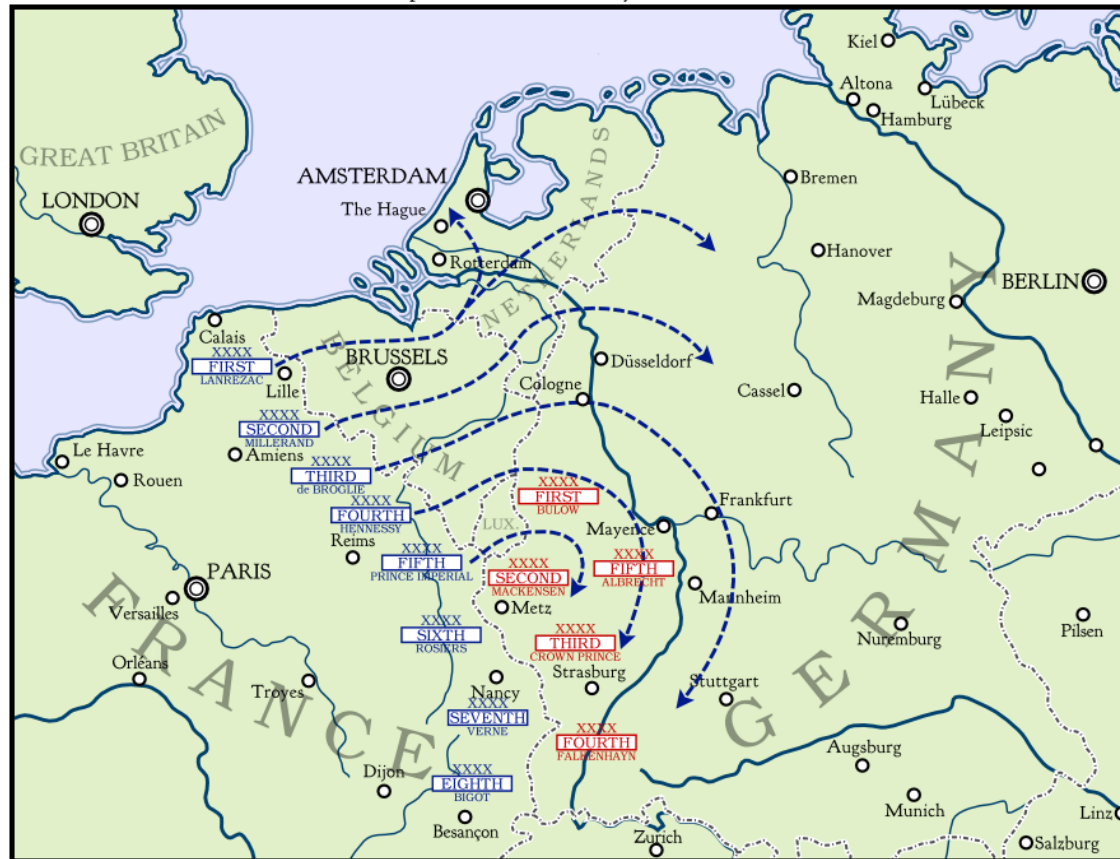 Kiel
Altona
Lübeck
Hamburg
GREAT BRITAIN
Bremen
AMSTERDAM
LONDON
The Hague
NETHERLANDS
Hanover
Rotterdam
BERLIN
Magdeburg
Calais
XXXX
FIRST
LANREZAC
BRUSSELS
Düsseldorf
Lille
Cologne
Cassel
Halle
BELGIUM
XXXX
SECOND
MILLERAND
Leipsic
Amiens
Le Havre
XXXX
THIRD
de BROGLIE
Rouen
XXXX
FIRST
BULOW
GERMANY
XXXX
FOURTH
HENNESSY
Frankfurt
LUX.
Mayence
Reims
XXXX
FIFTH
PRINCE IMPERIAL
XXXX
SECOND
MACKENSEN
XXXX
FIFTH
ALBRECHT
PARIS
Versailles
Metz
Mannheim
Nuremburg
Pilsen
XXXX
SIXTH
ROSIERS
XXXX
THIRD
CROWN PRINCE
FRANCE
Orléans
Troyes
Nancy
Strasburg
Stuttgart
XXXX
SEVENTH
VERNE
XXXX
FOURTH
FALKENHAYN
Augsburg
Dijon
XXXX
EIGHTH
BIGOT
Munich
Besançon
Linz
Zurich
Salzburg